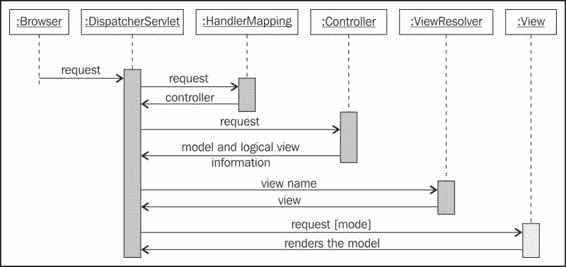 :Browser
:DispatcherServlet
:HandlerMapping
:Controller
:ViewResolver
:View
request
request
controller
request
model and logical view
information
view name
view
request [mode]
renders the model